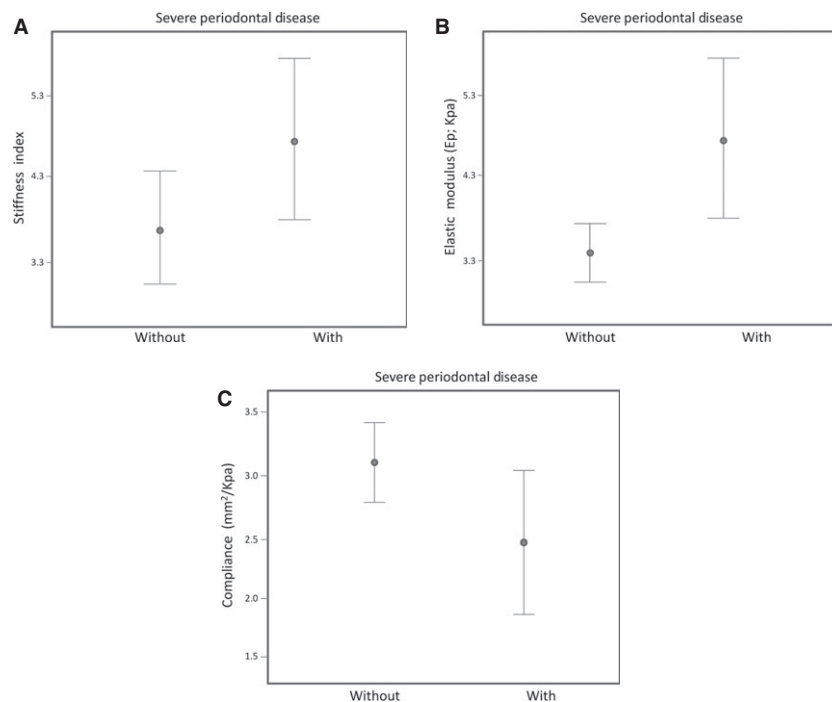 A
Severe periodontal disease
Stiffness index
5.3
4.3
3.3
Without With
B
Severe periodontal disease
Elastic modulus (Ep; Kpa)
5.3
4.3
3.3
Without With
C
Severe periodontal disease
Compliance (mm²/Kpa)
3.5
3.0
2.5
2.0
1.5
Without With